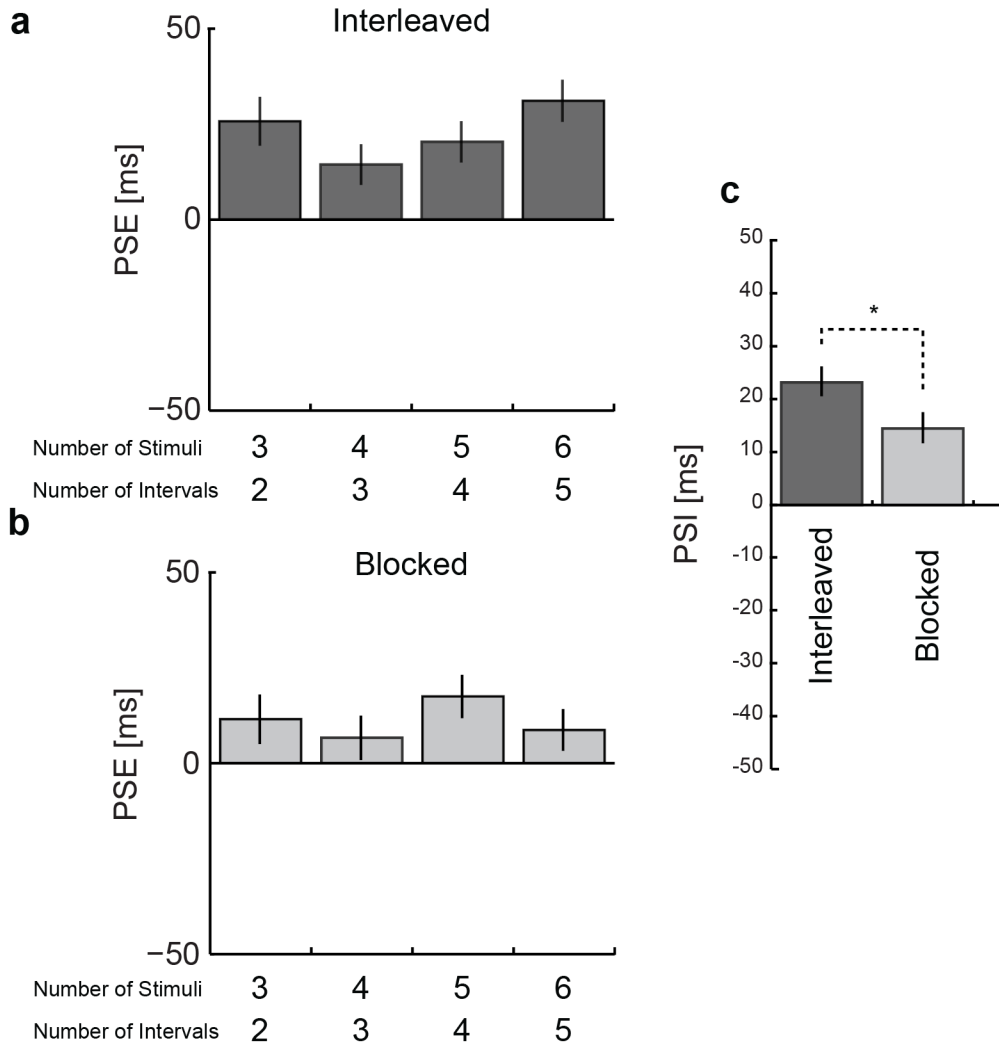 a
Interleaved
50
0
−50
PSE [ms]
Number of Stimuli 3 4 5 6
Number of Intervals 2 3 4 5
b
Blocked
50
0
−50
PSE [ms]
Number of Stimuli 3 4 5 6
Number of Intervals 2 3 4 5
c
50
40
30
20
10
0
-10
-20
-30
-40
-50
PSI [ms]
*
Interleaved
Blocked